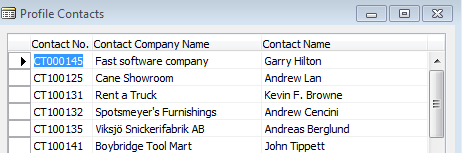 Profile Contacts
Contact No. Contact Company Name Contact Name
CT000145 Fast software company Garry Hilton
CT100125 Cane Showroom Andrew Lan
CT100131 Rent a Truck Kevin F. Browne
CT100132 Spotsmeyer's Furnishings Andrew Cencini
CT100135 Viksjö Snickerifabrik AB Andreas Berglund
CT100141 Boybridge Tool Mart John Tippett